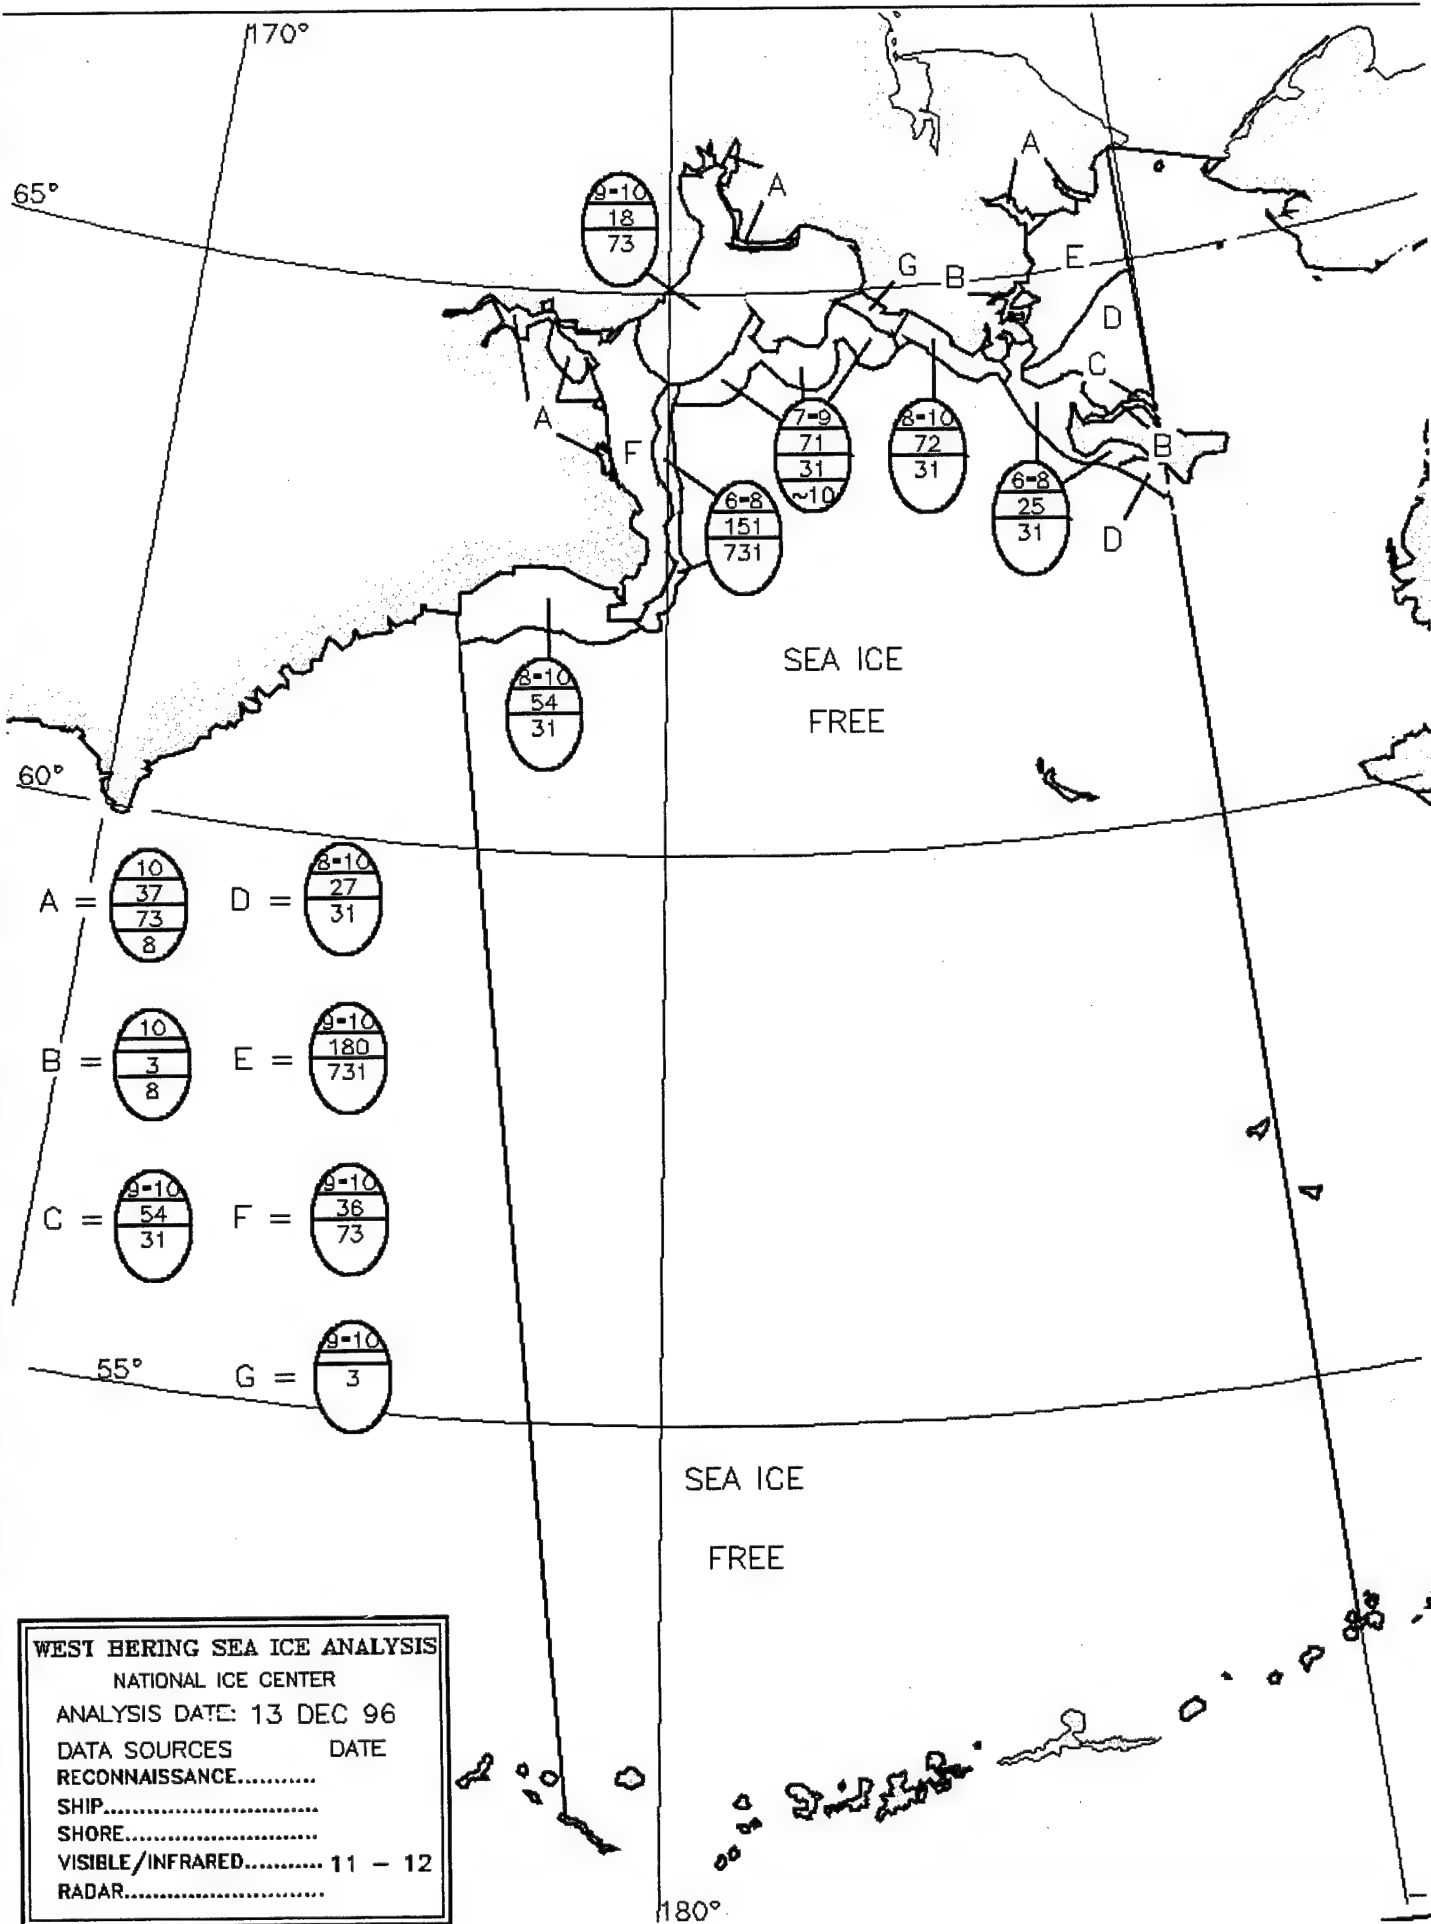 170°
65°
A
A
9-10
18
73
G
B
E
D
C
A
F
7-9
71
31
~10
8-10
72
31
B
6-8
25
31
D
6-8
151
731
SEA ICE
FREE
8-10
54
31
60°
A =
10
37
73
8
D =
8-10
27
31
B =
10
3
8
E =
9-10
180
731
C =
9-10
54
31
F =
9-10
36
73
55°
G =
9-10
3
SEA ICE
FREE
WEST BERING SEA ICE ANALYSIS
NATIONAL ICE CENTER
ANALYSIS DATE: 13 DEC 96
DATA SOURCES DATE
RECONNAISSANCE...........
SHIP............................
SHORE.........................
VISIBLE/INFRARED........... 11 - 12
RADAR..........................
180°